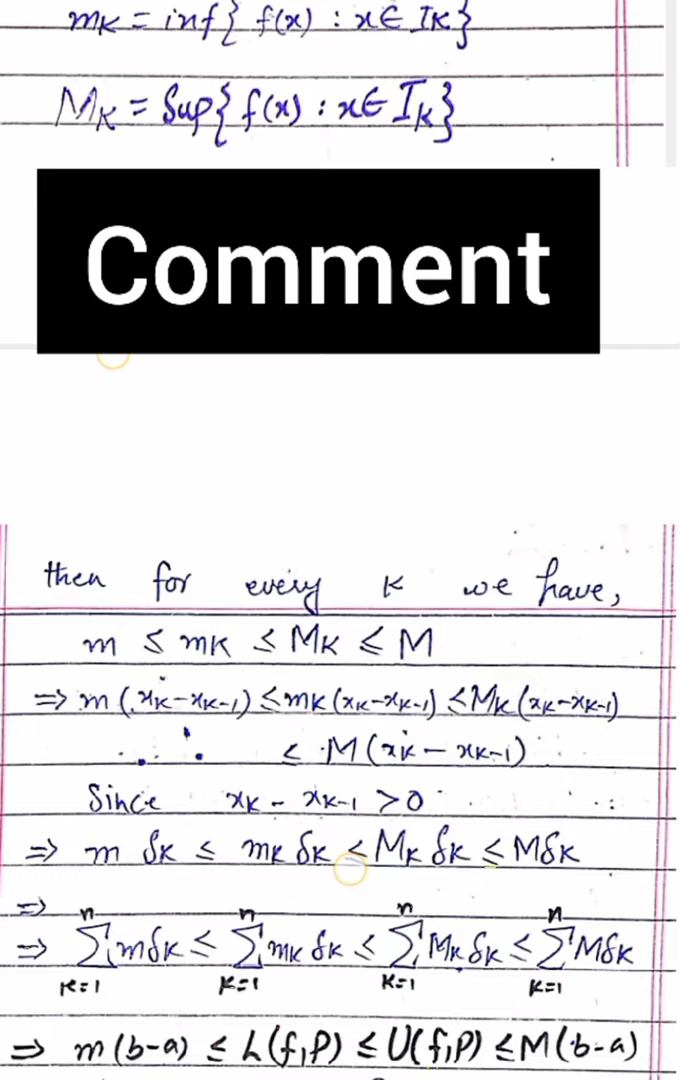 mK = inf{ f(x) : x ∈ IK}
MK = Sup{ f(x) : x ∈ IK}
Comment
then for every K we have,
m ≤ mK ≤ MK ≤ M
⇒ m (xK - xK-1) ≤ mK (xK - xK-1) ≤ MK (xK - xK-1)
≤ M (xK - xK-1)
Since xK - xK-1 > 0
⇒ m δK ≤ mK δK ≤ MK δK ≤ MδK
⇒
⇒ n∑K=1 mδK ≤ n∑K=1 mK δK ≤ n∑K=1 MK δK ≤ n∑K=1 MδK
⇒ m (b-a) ≤ L(f,P) ≤ U(f,P) ≤ M(b-a)